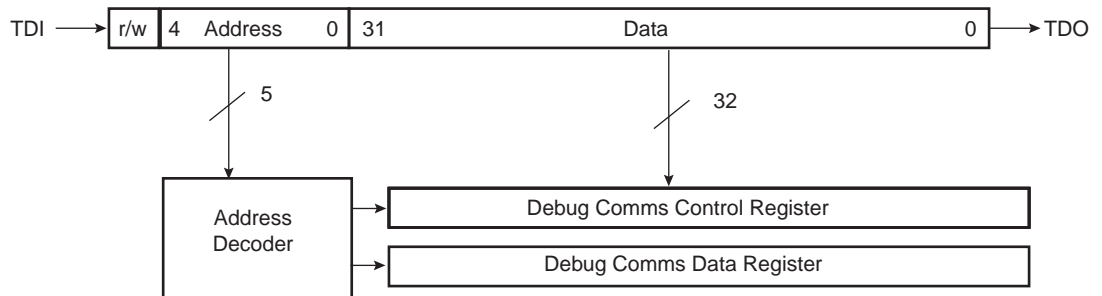 TDI r/w 4 Address 0 31 Data 0 TDO
5 32
Address
Decoder
Debug Comms Control Register
Debug Comms Data Register